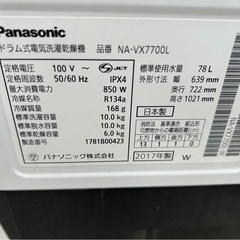 Panasonic
ドラム式電気洗濯乾燥機 品番 NA-VX7700L
定格電圧 100 V～
定格周波数 50/60 Hz
JET
IPX4
最大消費電力 850 W
冷媒名称 R134a
冷媒封入量 168 g
標準洗濯容量 10.0 kg
標準脱水容量 10.0 kg
標準乾燥容量 6.0 kg
製造番号 1781B00423
パナソニック株式会社
標準使用水量 78 L
外形寸法 幅 639 mm
奥行 722 mm
高さ 1021 mm
日本製
2017年製
W